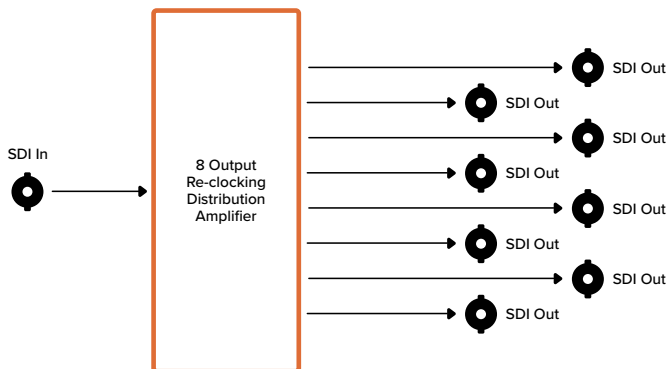 SDI In
8 Output
Re-clocking
Distribution
Amplifier
SDI Out
SDI Out
SDI Out
SDI Out
SDI Out
SDI Out
SDI Out
SDI Out